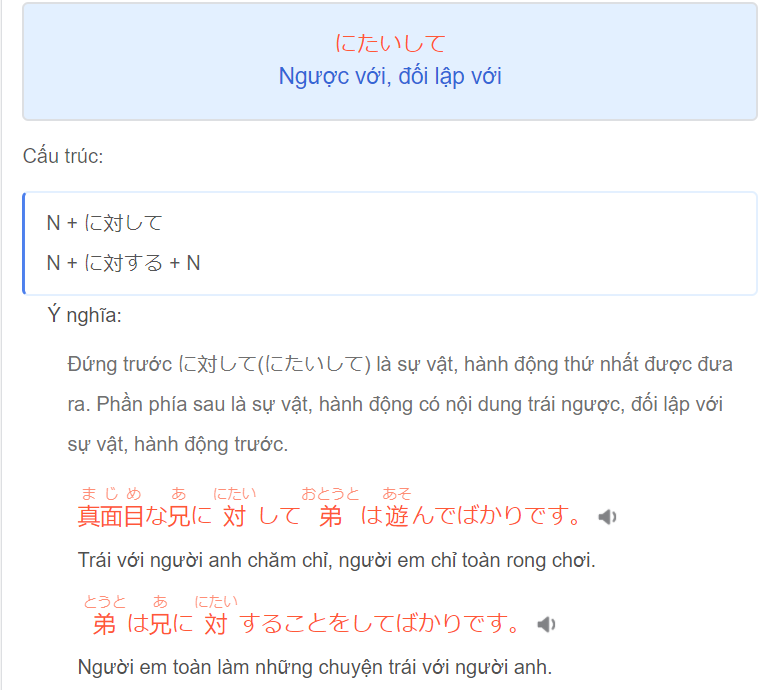 にたいして
Ngược với, đối lập với
Cấu trúc:
N + に対して
N + に対する + N
Ý nghĩa:
Đứng trước に対して(にたいして) là sự vật, hành động thứ nhất được đưa
ra. Phần phía sau là sự vật, hành động có nội dung trái ngược, đối lập với
sự vật, hành động trước.
まじめ あ にたい おとうと あそ
真面目な兄に対して弟は遊んでばかりです。
Trái với người anh chăm chỉ, người em chỉ toàn rong chơi.
とうと あ にたい
弟は兄に対することをしてばかりです。
Người em toàn làm những chuyện trái với người anh.